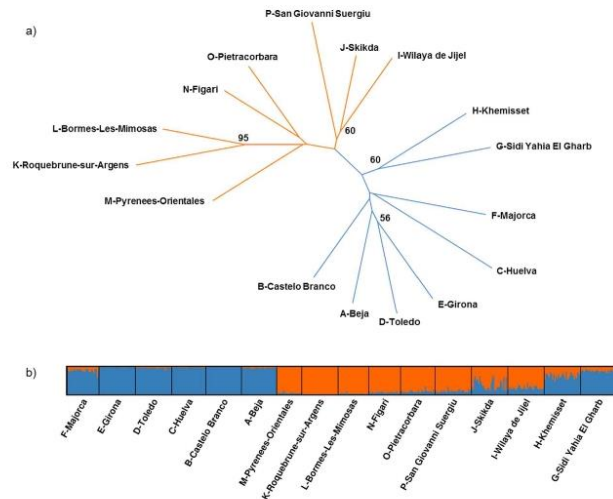 a)
P-San Giovanni Suergiu
J-Skikda
I-Wilaya de Jijel
O-Pietracorbara
N-Figari
60
H-Khemisset
L-Bormes-Les-Mimosas
95
60
G-Sidi Yahia El Gharb
K-Roquebrune-sur-Argens
M-Pyrenees-Orientales
F-Majorca
56
C-Huelva
B-Castelo Branco
E-Girona
A-Beja
D-Toledo
b)
F-Majorca
E-Girona
D-Toledo
C-Huelva
B-Castelo Branco
A-Beja
M-Pyrenees-Orientales
K-Roquebrune-sur-Argens
L-Bormes-Les-Mimosas
N-Figari
O-Pietracorbara
P-San Giovanni Suergiu
J-Skikda
I-Wilaya de Jijel
H-Khemisset
G-Sidi Yahia El Gharb